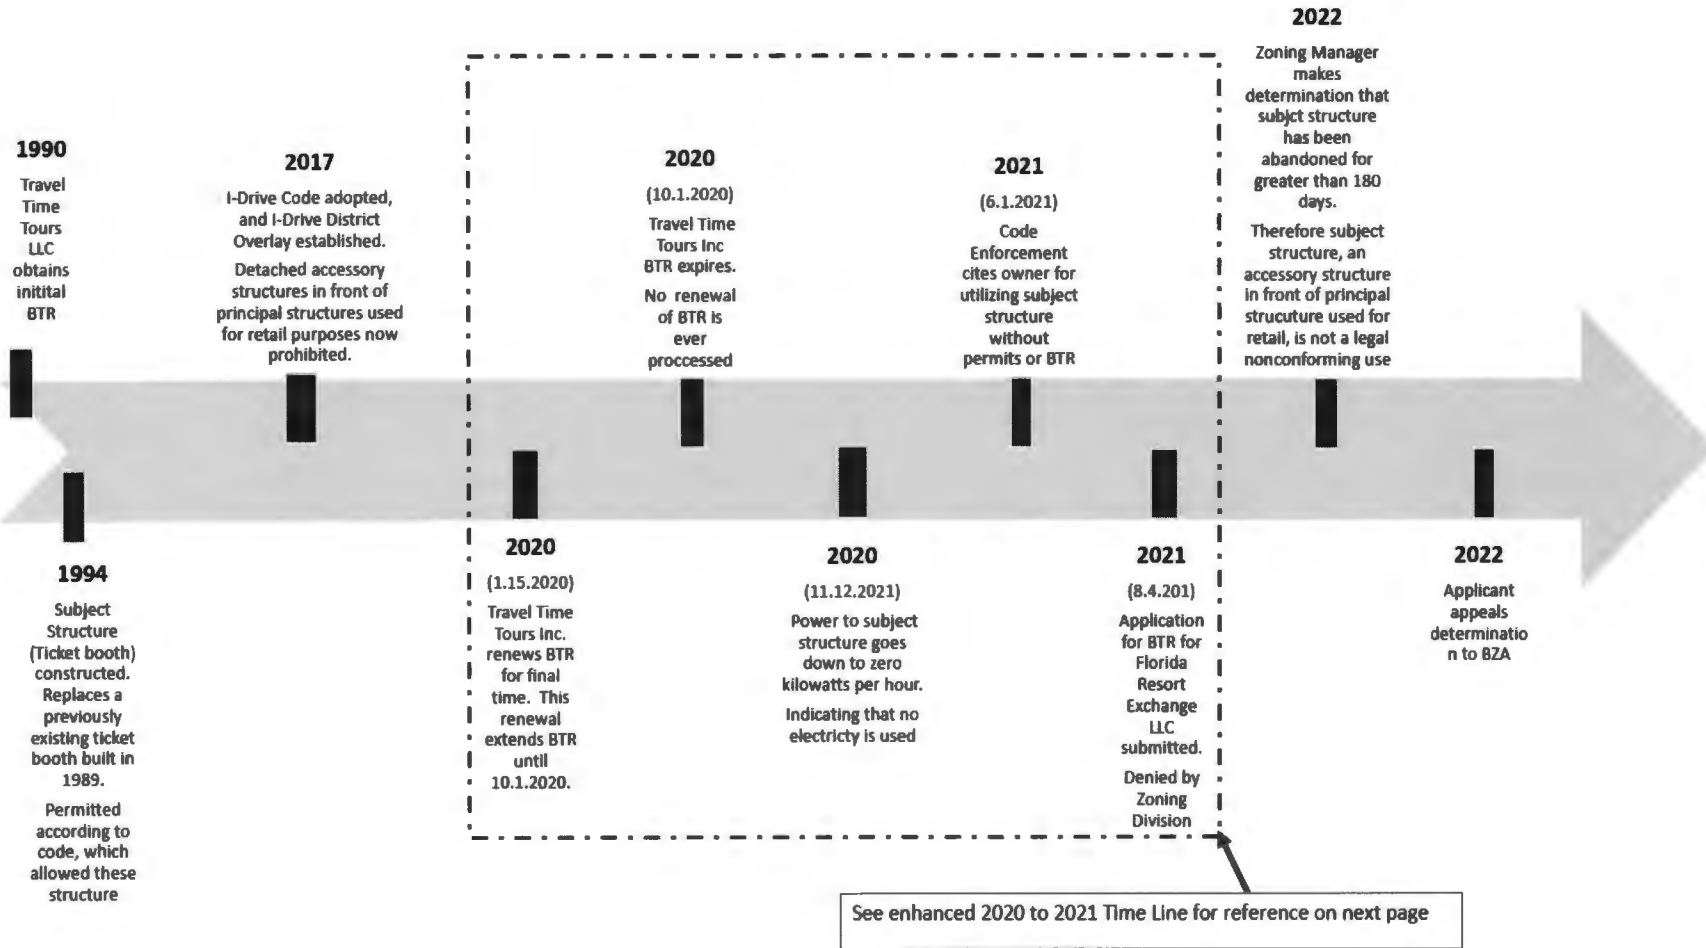 1990
Travel
Time
Tours
LLC
obtains
initital
BTR
1994
Subject
Structure
(Ticket booth)
constructed.
Replaces a
previously
existing ticket
booth built in
1989.
Permitted
according to
code, which
allowed these
structure
2017
I-Drive Code adopted,
and I-Drive District
Overlay established.
Detached accessory
structures in front of
principal structures used
for retail purposes now
prohibited.
2020
(1.15.2020)
Travel Time
Tours Inc.
renews BTR
for final
time. This
renewal
extends BTR
until
10.1.2020.
2020
(10.1.2020)
Travel Time
Tours Inc
BTR expires.
No renewal
of BTR is
ever
proccessed
2020
(11.12.2021)
Power to subject
structure goes
down to zero
kilowatts per hour.
Indicating that no
electricty is used
2021
(6.1.2021)
Code
Enforcement
cites owner for
utilizing subject
structure
without
permits or BTR
2021
(8.4.201)
Application
for BTR for
Florida
Resort
Exchange
LLC
submitted.
Denied by
Zoning
Division
2022
Zoning Manager
makes
determination that
subjct structure
has been
abandoned for
greater than 180
days.
Therefore subject
structure, an
accessory structure
in front of principal
strucuture used for
retail, is not a legal
nonconforming use
2022
Applicant
appeals
determinatio
n to BZA
See enhanced 2020 to 2021 Time Line for reference on next page